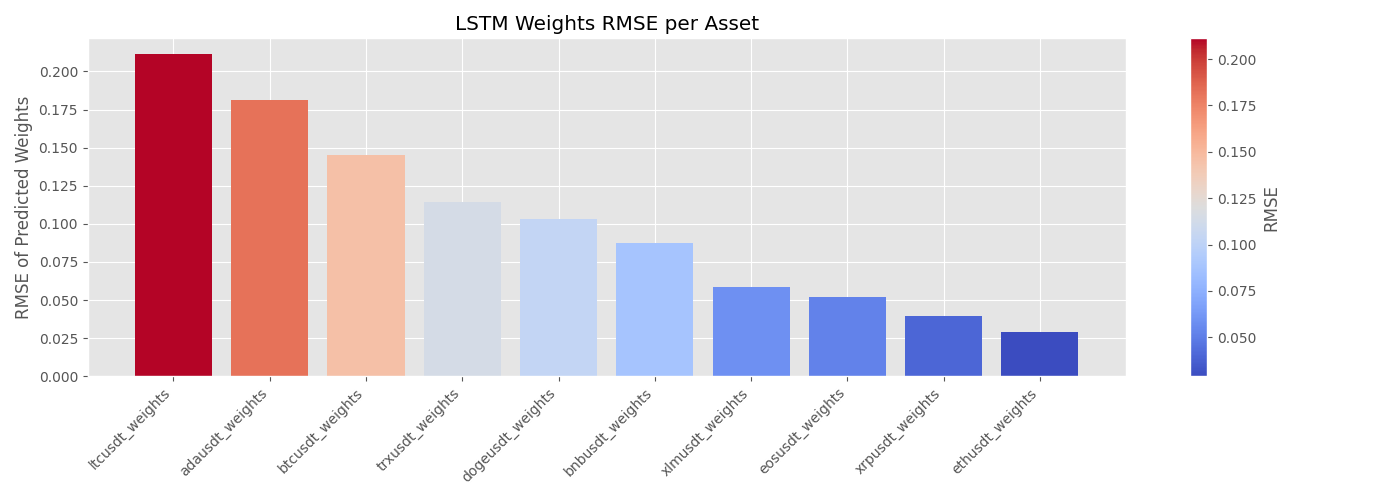 LSTM Weights RMSE per Asset
RMSE of Predicted Weights
0.200
0.175
0.150
0.125
0.100
0.075
0.050
0.025
0.000
ltcusdt_weights
adausdt_weights
btcusdt_weights
trxusdt_weights
dogeusdt_weights
bnbusdt_weights
xlmusdt_weights
eosusdt_weights
xrpusdt_weights
ethusdt_weights
0.200
0.175
0.150
0.125
0.100
0.075
0.050
RMSE